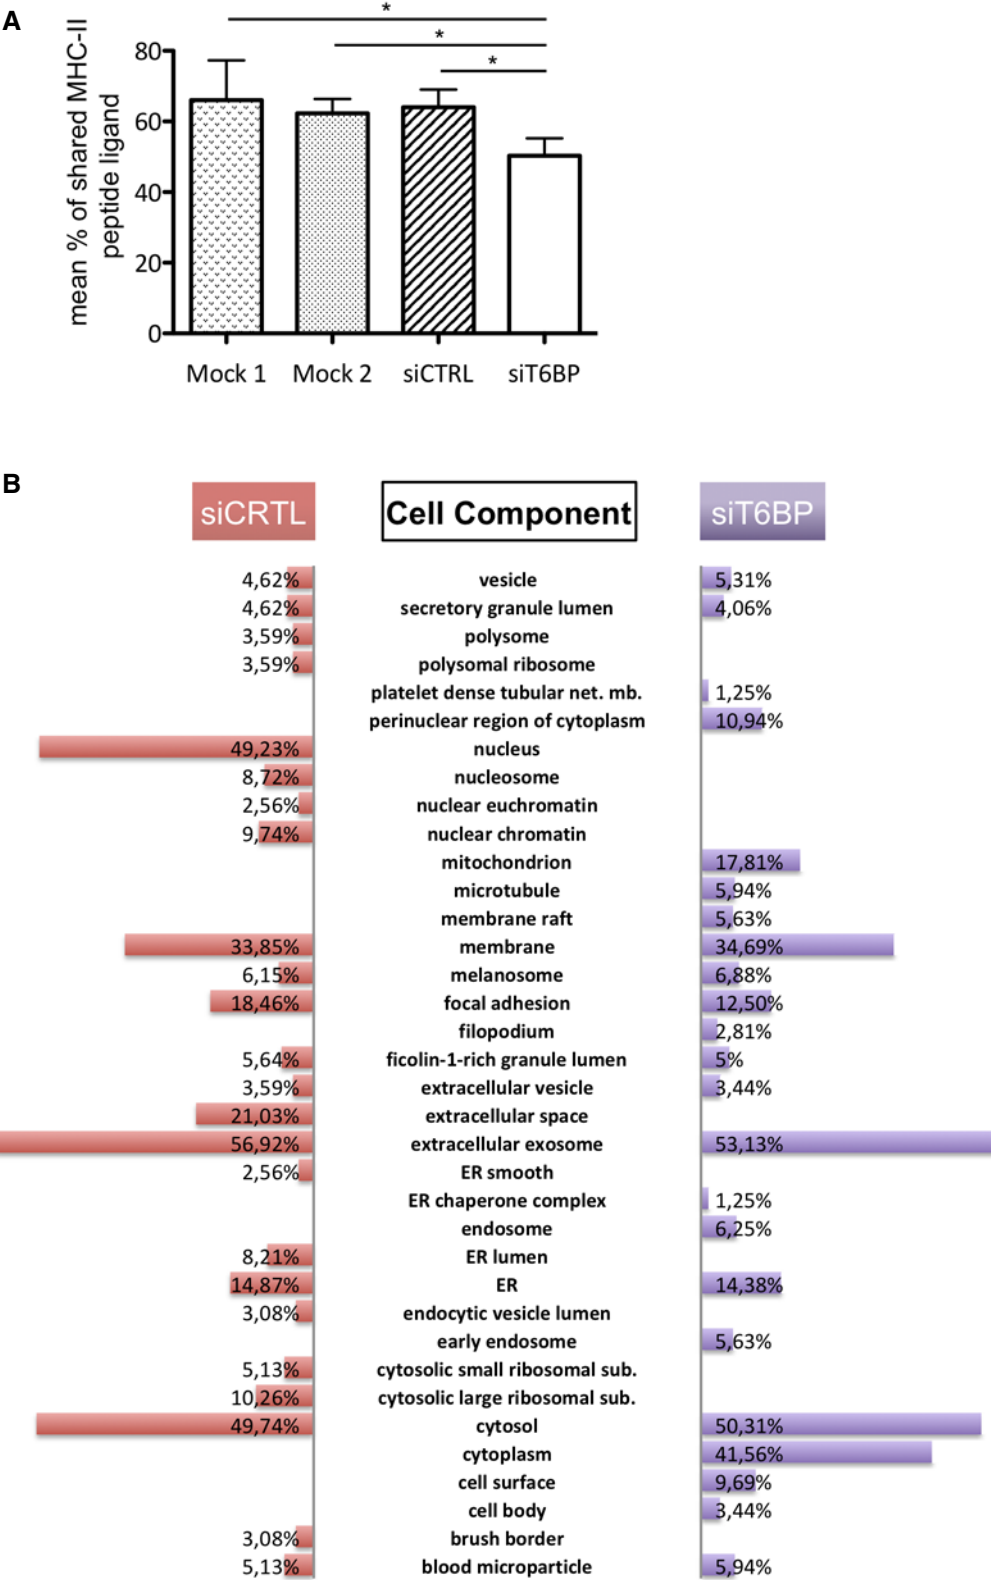 A
mean % of shared MHC-II
peptide ligand
80
60
40
20
0
*
*
*
Mock 1 Mock 2 siCTRL siT6BP
B
siCRTL Cell Component siT6BP
4,62% vesicle 5,31%
4,62% secretory granule lumen 4,06%
3,59% polysome
3,59% polysomal ribosome
platelet dense tubular net. mb. 1,25%
perinuclear region of cytoplasm 10,94%
49,23% nucleus
8,72% nucleosome
2,56% nuclear euchromatin
9,74% nuclear chromatin
mitochondrion 17,81%
microtubule 5,94%
membrane raft 5,63%
33,85% membrane 34,69%
6,15% melanosome 6,88%
18,46% focal adhesion 12,50%
filopodium 2,81%
5,64% ficolin-1-rich granule lumen 5%
3,59% extracellular vesicle 3,44%
21,03% extracellular space
56,92% extracellular exosome 53,13%
2,56% ER smooth
ER chaperone complex 1,25%
endosome 6,25%
8,21% ER lumen
14,87% ER 14,38%
3,08% endocytic vesicle lumen
early endosome 5,63%
5,13% cytosolic small ribosomal sub.
10,26% cytosolic large ribosomal sub.
49,74% cytosol 50,31%
cytoplasm 41,56%
cell surface 9,69%
cell body 3,44%
3,08% brush border
5,13% blood microparticle 5,94%